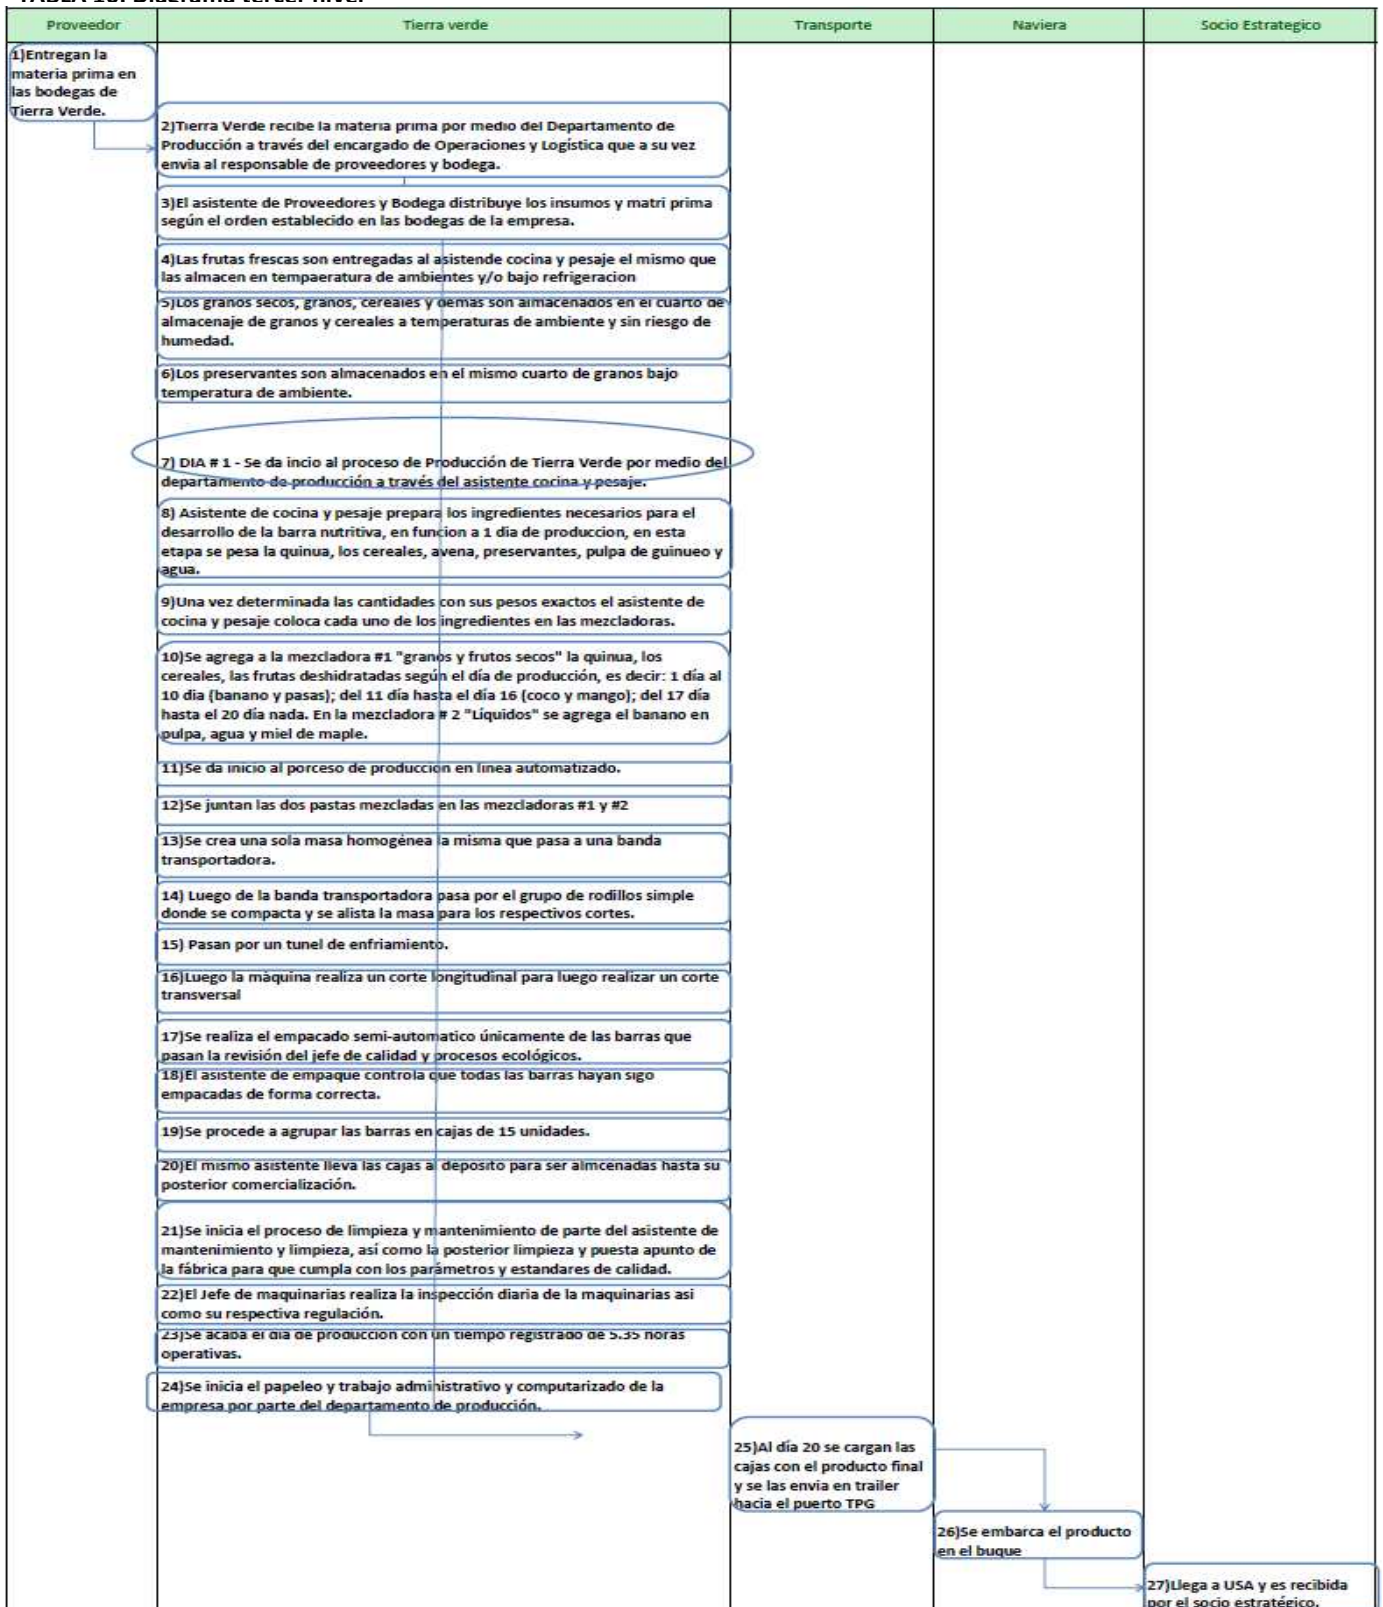 TABLA 10: Diagrama tercer nivel
Proveedor
Tierra verde
Transporte
Naviera
Socio Estrategico
1)Entregan la
materia prima en
las bodegas de
Tierra Verde.
2)Tierra Verde recibe la materia prima por medio del Departamento de
Producción a través del encargado de Operaciones y Logística que a su vez
envia al responsable de proveedores y bodega.
3)El asistente de Proveedores y Bodega distribuye los insumos y matri prima
según el orden establecido en las bodegas de la empresa.
4)Las frutas frescas son entregadas al asistende cocina y pesaje el mismo que
las almacen en tempaeratura de ambientes y/o bajo refrigeracion
5)Los granos secos, granos, cereales y demas son almacenados en el cuarto de
almacenaje de granos y cereales a temperaturas de ambiente y sin riesgo de
humedad.
6)Los preservantes son almacenados en el mismo cuarto de granos bajo
temperatura de ambiente.
7) DIA # 1 - Se da incio al proceso de Producción de Tierra Verde por medio del
departamento de producción a través del asistente cocina y pesaje.
8) Asistente de cocina y pesaje prepara los ingredientes necesarios para el
desarrollo de la barra nutritiva, en funcion a 1 dia de produccion, en esta
etapa se pesa la quinua, los cereales, avena, preservantes, pulpa de guinueo y
agua.
9)Una vez determinada las cantidades con sus pesos exactos el asistente de
cocina y pesaje coloca cada uno de los ingredientes en las mezcladoras.
10)Se agrega a la mezcladora #1 "granos y frutos secos" la quinua, los
cereales, las frutas deshidratadas según el día de producción, es decir: 1 día al
10 dia (banano y pasas); del 11 día hasta el día 16 (coco y mango); del 17 día
hasta el 20 día nada. En la mezcladora # 2 "Líquidos" se agrega el banano en
pulpa, agua y miel de maple.
11)Se da inicio al porceso de producción en línea automatizado.
12)Se juntan las dos pastas mezcladas en las mezcladoras #1 y #2
13)Se crea una sola masa homogénea la misma que pasa a una banda
transportadora.
14) Luego de la banda transportadora pasa por el grupo de rodillos simple
donde se compacta y se alista la masa para los respectivos cortes.
15) Pasan por un tunel de enfriamiento.
16)Luego la máquina realiza un corte longitudinal para luego realizar un corte
transversal
17)Se realiza el empacado semi-automatico únicamente de las barras que
pasan la revisión del jefe de calidad y procesos ecológicos.
18)El asistente de empaque controla que todas las barras hayan sigo
empacadas de forma correcta.
19)Se procede a agrupar las barras en cajas de 15 unidades.
20)El mismo asistente lleva las cajas al depósito para ser almcenadas hasta su
posterior comercialización.
21)Se inicia el proceso de limpieza y mantenimiento de parte del asistente de
mantenimiento y limpieza, así como la posterior limpieza y puesta apunto de
la fábrica para que cumpla con los parámetros y estandares de calidad.
22)El Jefe de maquinarias realiza la inspección diaria de la maquinarias asi
como su respectiva regulación.
23)Se acaba el dia de producción con un tiempo registrado de 5.35 horas
operativas.
24)Se inicia el papeleo y trabajo administrativo y computarizado de la
empresa por parte del departamento de producción.
25)Al día 20 se cargan las
cajas con el producto final
y se las envia en trailer
hacia el puerto TPG
26)Se embarca el producto
en el buque
27)Llega a USA y es recibida
por el socio estratégico.